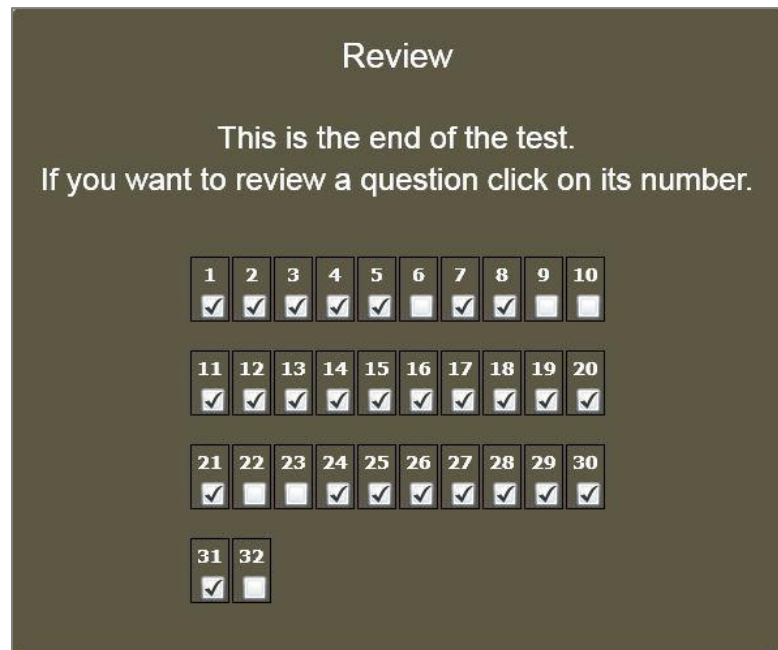 Review
This is the end of the test.
If you want to review a question click on its number.
1 2 3 4 5 6 7 8 9 10
11 12 13 14 15 16 17 18 19 20
21 22 23 24 25 26 27 28 29 30
31 32